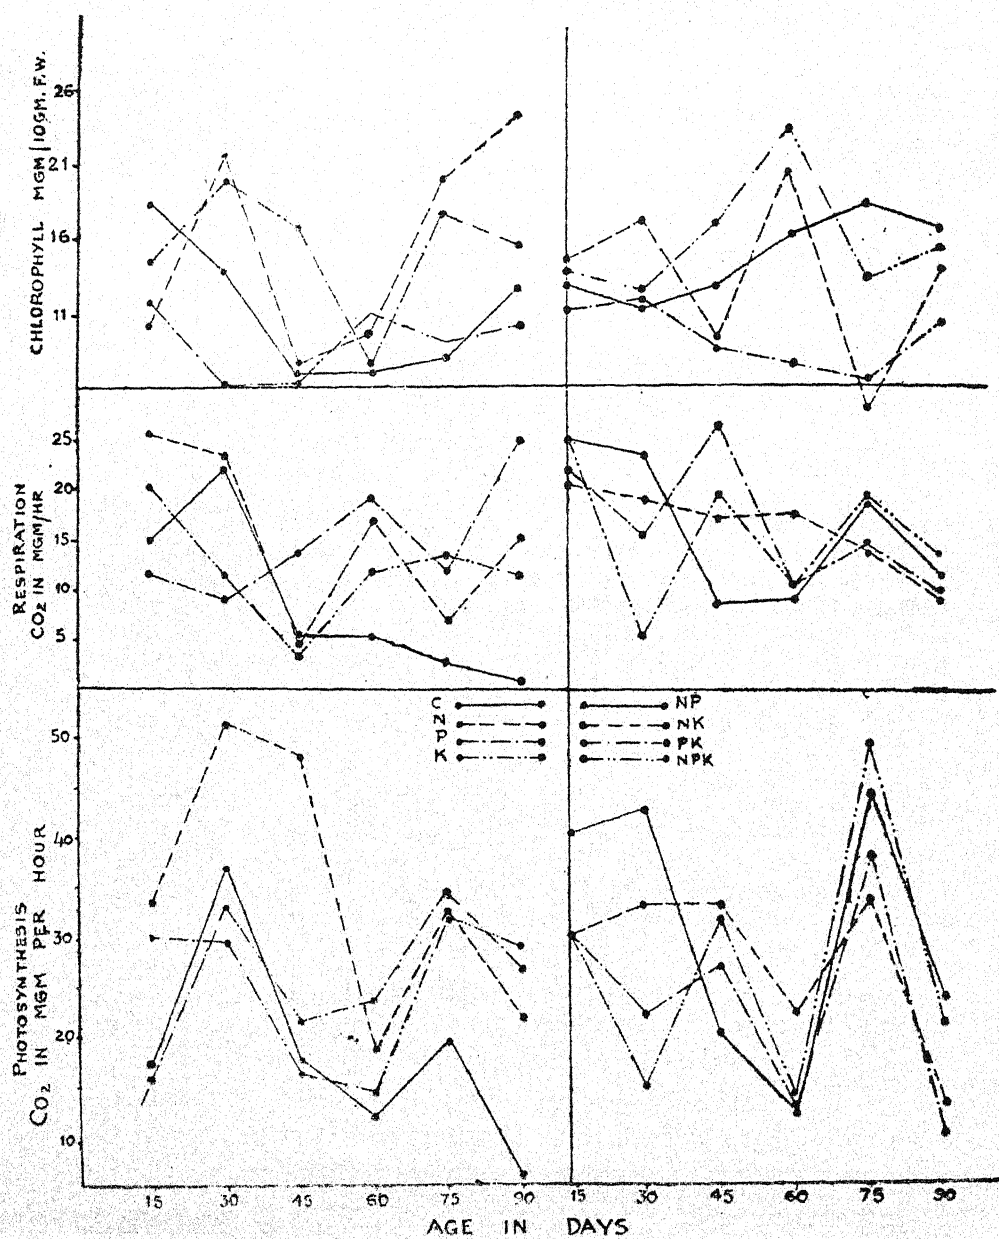 CHLOROPHYLL MGM/10GM. F.W.
26
21
16
11
RESPIRATION
CO2 IN MGM/HR
25
20
15
10
5
C
N
P
K
NP
NK
PK
NPK
PHOTOSYNTHESIS
CO2 IN MGM PER HOUR
50
40
30
20
10
15 30 45 60 75 90 15 30 45 60 75 90
AGE IN DAYS